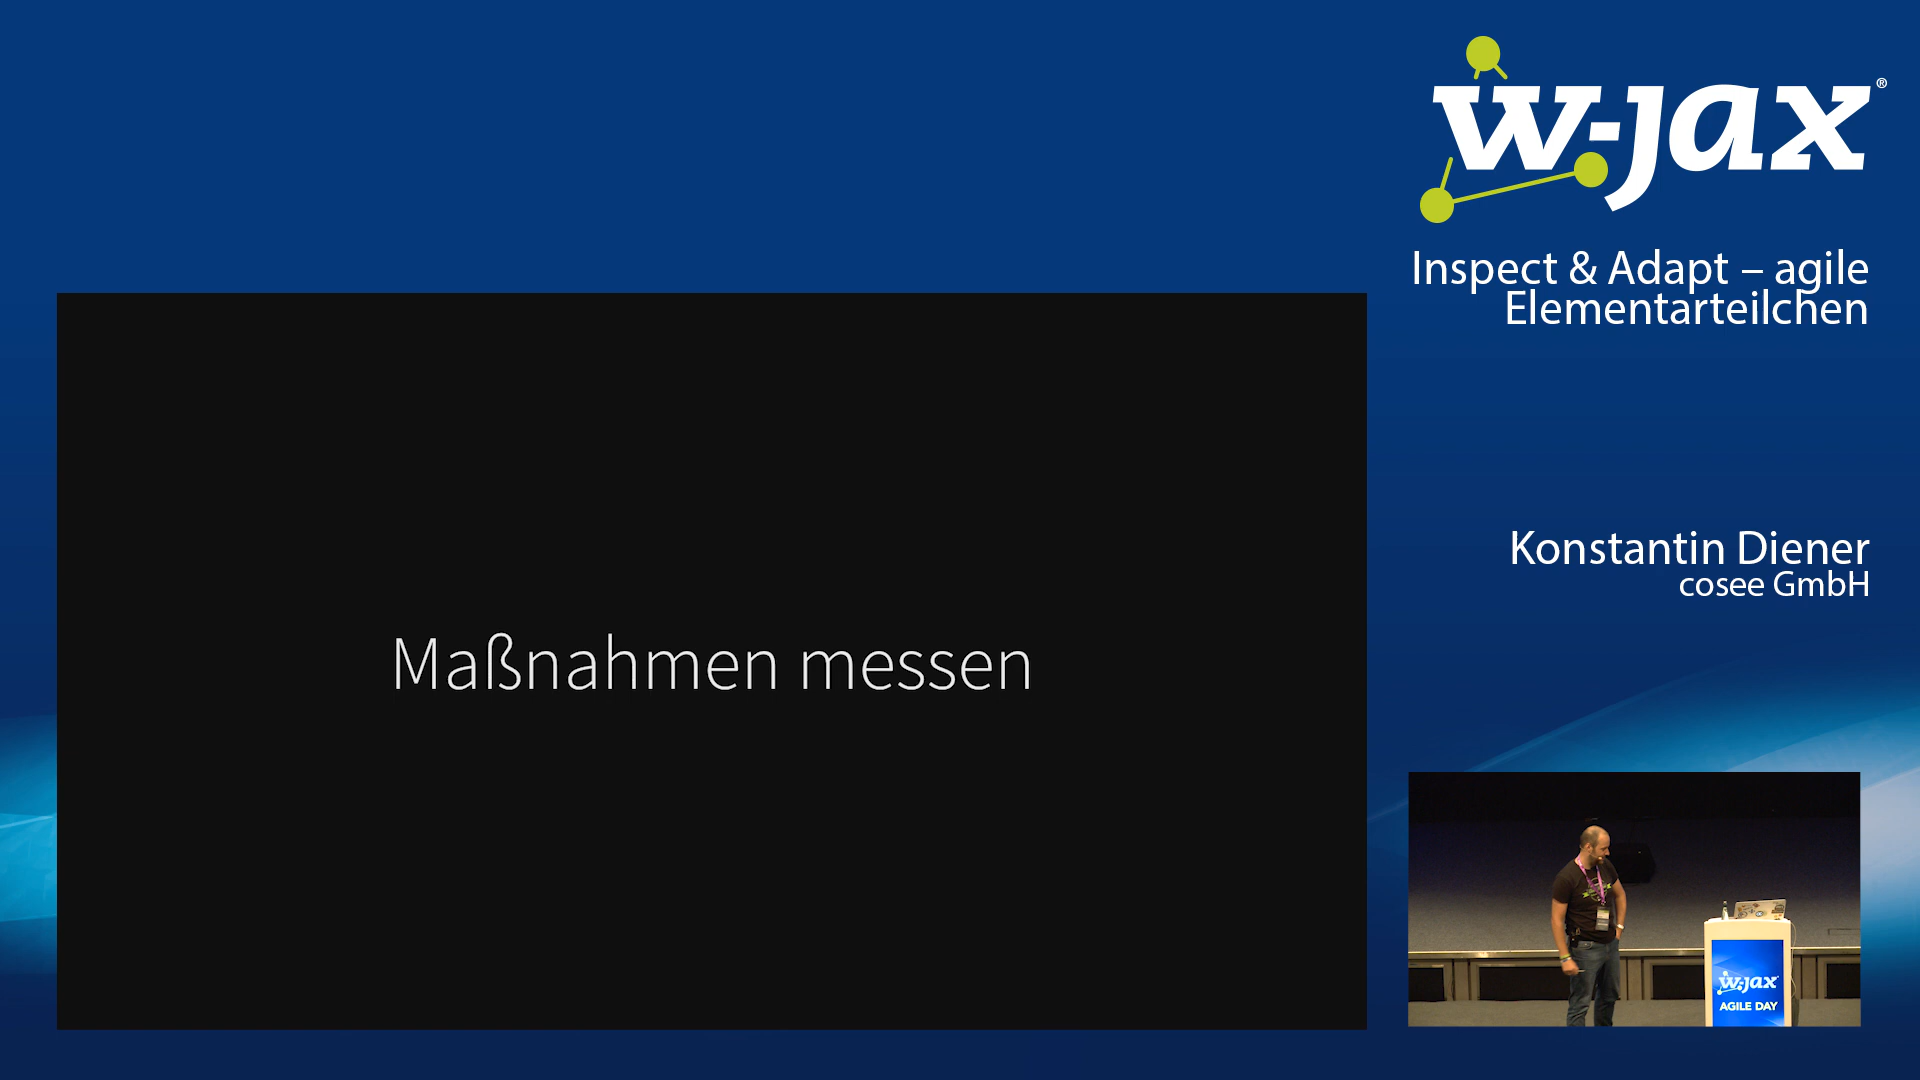 w-jax®
Inspect & Adapt – agile
Elementarteilchen
Maßnahmen messen
Konstantin Diener
cosee GmbH
w-jax
AGILE DAY